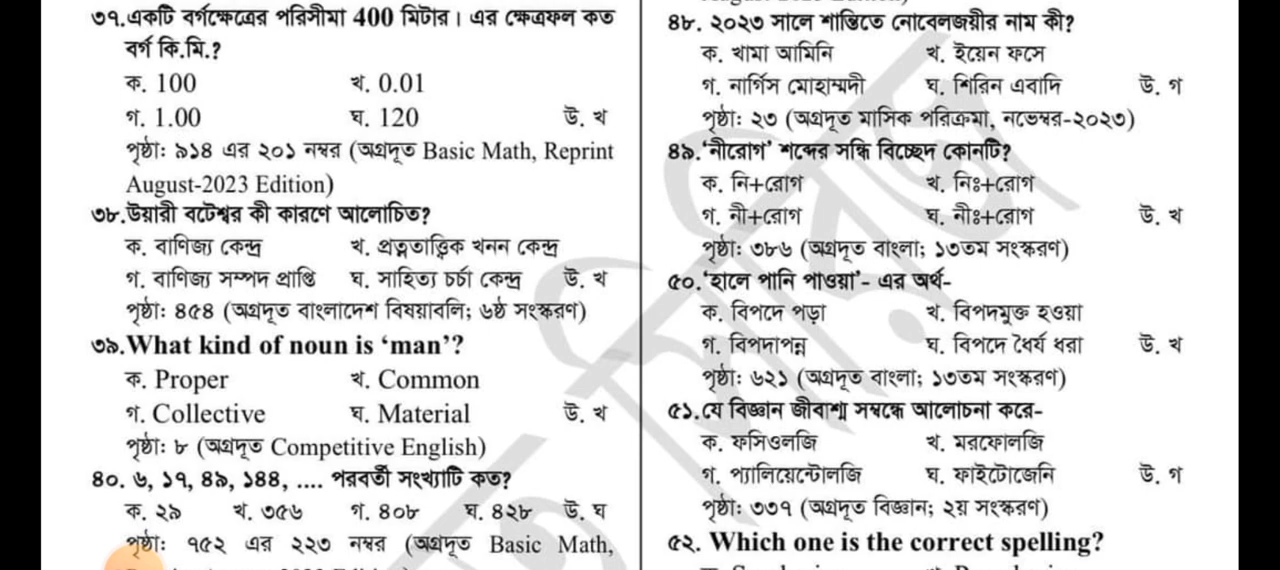 ৩৭.একটি বর্গক্ষেত্রের পরিসীমা 400 মিটার। এর ক্ষেত্রফল কত
বর্গ কি.মি.?
ক. 100 খ. 0.01
গ. 1.00 ঘ. 120 উ. খ
পৃষ্ঠা: ৯১৪ এর ২০১ নম্বর (অগ্রদূত Basic Math, Reprint
August-2023 Edition)
৩৮.উয়ারী বটেশ্বর কী কারণে আলোচিত?
ক. বাণিজ্য কেন্দ্র খ. প্রত্নতাত্ত্বিক খনন কেন্দ্র
গ. বাণিজ্য সম্পদ প্রাপ্তি ঘ. সাহিত্য চর্চা কেন্দ্র উ. খ
পৃষ্ঠা: ৪৫৪ (অগ্রদূত বাংলাদেশ বিষয়াবলি; ৬ষ্ঠ সংস্করণ)
৩৯.What kind of noun is ‘man’?
ক. Proper খ. Common
গ. Collective ঘ. Material উ. খ
পৃষ্ঠা: ৮ (অগ্রদূত Competitive English)
৪০. ৬, ১৭, ৪৯, ১৪৪, .... পরবর্তী সংখ্যাটি কত?
ক. ২৯ খ. ৩৫৬ গ. ৪০৮ ঘ. ৪২৮ উ. ঘ
পৃষ্ঠা: ৭৫২ এর ২২৩ নম্বর (অগ্রদূত Basic Math,
৪৮. ২০২৩ সালে শান্তিতে নোবেলজয়ীর নাম কী?
ক. খামা আমিনি খ. ইয়েন ফসে
গ. নার্গিস মোহাম্মদী ঘ. শিরিন এবাদি উ. গ
পৃষ্ঠা: ২৩ (অগ্রদূত মাসিক পরিক্রমা, নভেম্বর-২০২৩)
৪৯.‘নীরোগ’ শব্দের সন্ধি বিচ্ছেদ কোনটি?
ক. নি+রোগ খ. নিঃ+রোগ
গ. নী+রোগ ঘ. নীঃ+রোগ উ. খ
পৃষ্ঠা: ৩৮৬ (অগ্রদূত বাংলা; ১৩তম সংস্করণ)
৫০.‘হালে পানি পাওয়া’- এর অর্থ-
ক. বিপদে পড়া খ. বিপদমুক্ত হওয়া
গ. বিপদাপন্ন ঘ. বিপদে ধৈর্য ধরা উ. খ
পৃষ্ঠা: ৬২১ (অগ্রদূত বাংলা; ১৩তম সংস্করণ)
৫১.যে বিজ্ঞান জীবাশ্ম সম্বন্ধে আলোচনা করে-
ক. ফসিওলজি খ. মরফোলজি
গ. প্যালিয়েন্টোলজি ঘ. ফাইটোজেনি উ. গ
পৃষ্ঠা: ৩৩৭ (অগ্রদূত বিজ্ঞান; ২য় সংস্করণ)
৫২. Which one is the correct spelling?